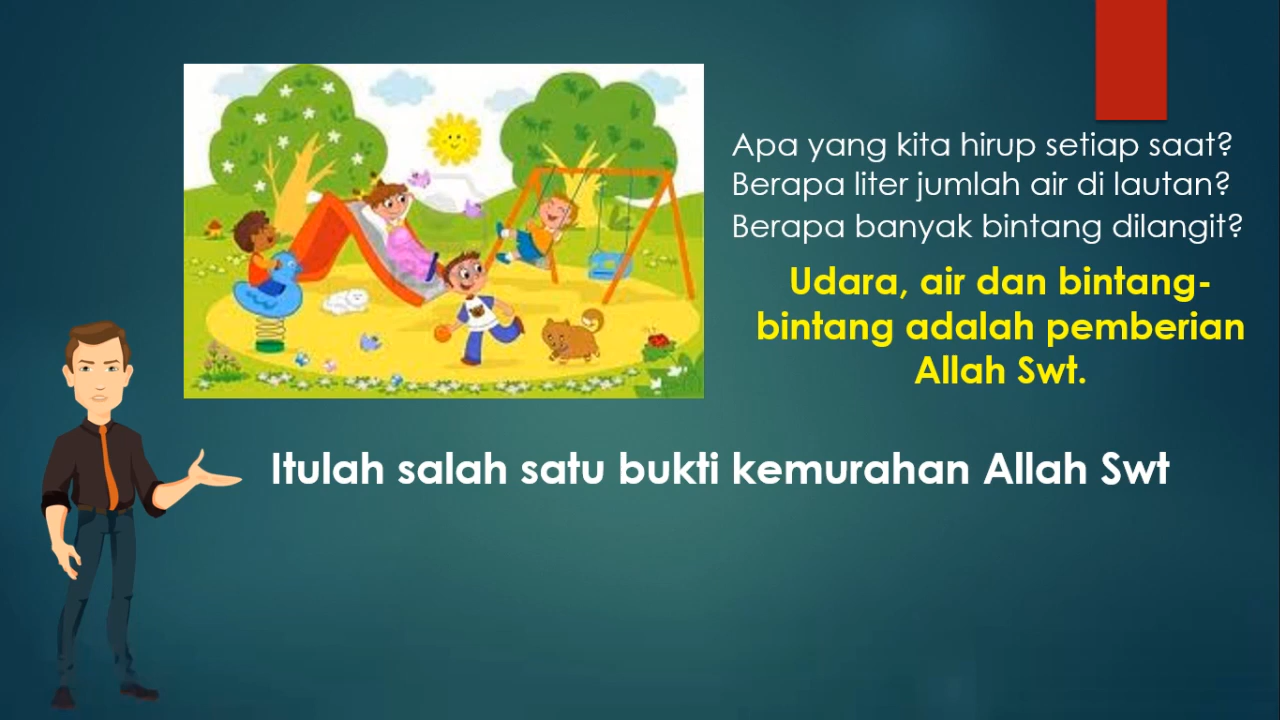 Apa yang kita hirup setiap saat?
Berapa liter jumlah air di lautan?
Berapa banyak bintang dilangit?
Udara, air dan bintang-
bintang adalah pemberian
Allah Swt.
Itulah salah satu bukti kemurahan Allah Swt